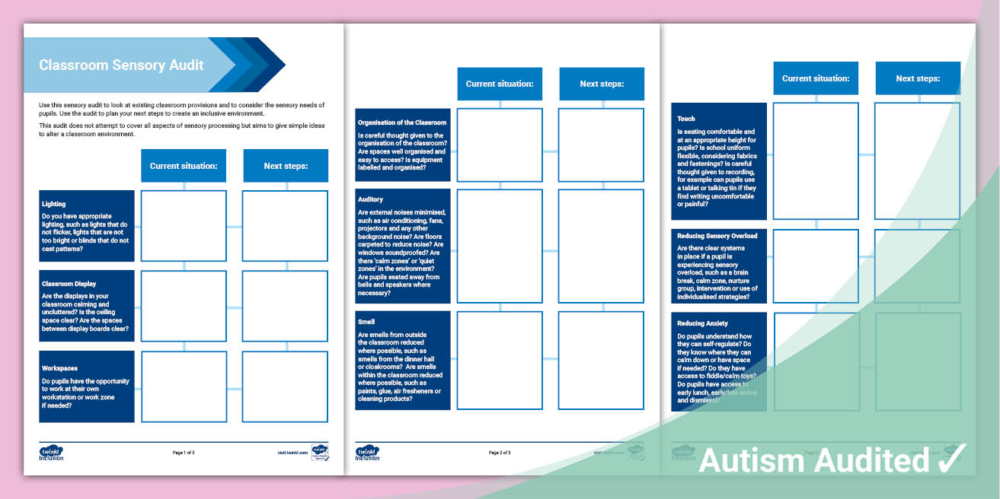 Classroom Sensory Audit
Use this sensory audit to look at existing classroom provisions and to consider the sensory needs of
pupils. Use the audit to plan your next steps to create an inclusive environment.
This audit does not attempt to cover all aspects of sensory processing but aims to give simple ideas
to alter a classroom environment.
Current situation:
Next steps:
Lighting
Do you have appropriate
lighting, such as lights that do
not flicker, lights that are not
too bright or blinds that do not
cast patterns?
Classroom Display
Are the displays in your
classroom calming and
uncluttered? Is the ceiling
space clear? Are the spaces
between display boards clear?
Workspaces
Do pupils have the opportunity
to work at their own
workstation or work zone
if needed?
twinkl
Inclusion
Page 1 of 3
visit twinkl.com
Current situation:
Next steps:
Organisation of the Classroom
Is careful thought given to the
organisation of the classroom?
Are spaces well organised and
easy to access? Is equipment
labelled and organised?
Auditory
Are external noises minimised,
such as air conditioning, fans,
projectors and any other
background noise? Are floors
carpeted to reduce noise? Are
windows soundproofed? Are
there ‘calm zones’ or ‘quiet
zones’ in the environment?
Are pupils seated away from
bells and speakers where
necessary?
Smell
Are smells from outside
the classroom reduced
where possible, such as
smells from the dinner hall
or cloakrooms? Are smells
within the classroom reduced
where possible, such as
paints, glue, air fresheners or
cleaning products?
twinkl
Inclusion
Page 2 of 3
visit twinkl.com
Current situation:
Next steps:
Touch
Is seating comfortable and
at an appropriate height for
pupils? Is school uniform
flexible, considering fabrics
and fastenings? Is careful
thought given to recording,
for example can pupils use
a tablet or talking tin if they
find writing uncomfortable
or painful?
Reducing Sensory Overload
Are there clear systems
in place if a pupil is
experiencing sensory
overload, such as a brain
break, calm zone, nurture
group, intervention or use of
individualised strategies?
Reducing Anxiety
Do pupils understand how
they can self-regulate? Do
they know where they can
calm down or have space
if needed? Do they have
access to fiddle/calm toys?
Do pupils have access to
early lunch, early/late arrival
and dismissal?
twinkl
Inclusion
Autism Audited ✓